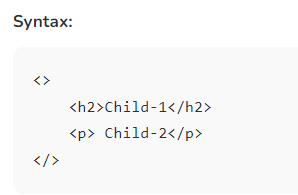 Syntax:
<>
    <h2>Child-1</h2>
    <p> Child-2</p>
</>